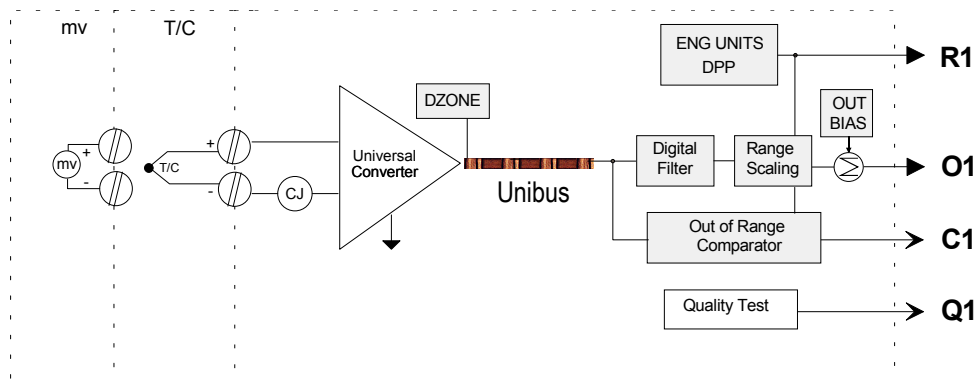 mv
T/C
ENG UNITS
DPP
R1
DZONE
OUT
BIAS
+
mv
-
+
T/C
-
CJ
Universal
Converter
Unibus
Digital
Filter
Range
Scaling
Σ
O1
Out of Range
Comparator
C1
Quality Test
Q1